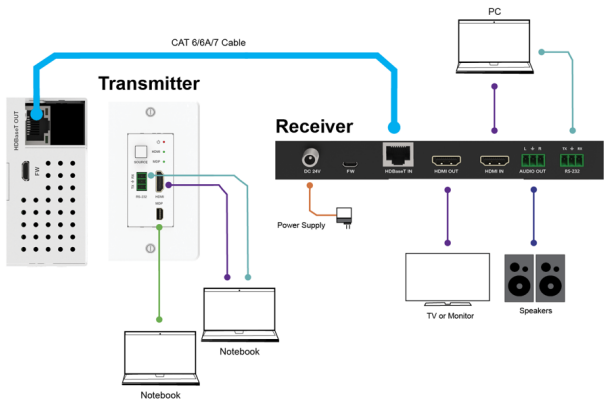 PC
CAT 6/6A/7 Cable
Transmitter
HDBaseT OUT
FW
SOURCE
HDMI
MDP
RS-232
HDMI
MDP
Receiver
L + R
Tx + Rx
DC 24V
FW
HDBaseT IN
HDMI OUT
HDMI IN
AUDIO OUT
RS-232
Power Supply
TV or Monitor
Speakers
Notebook
Notebook